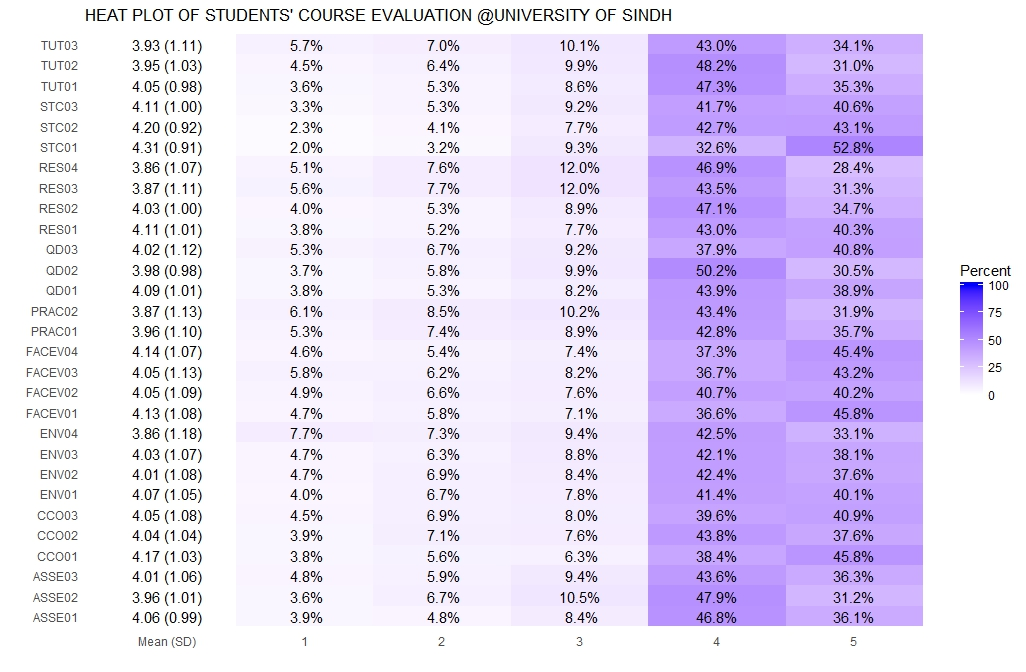 HEAT PLOT OF STUDENTS' COURSE EVALUATION @UNIVERSITY OF SINDH
TUT03 3.93 (1.11) 5.7% 7.0% 10.1% 43.0% 34.1%
TUT02 3.95 (1.03) 4.5% 6.4% 9.9% 48.2% 31.0%
TUT01 4.05 (0.98) 3.6% 5.3% 8.6% 47.3% 35.3%
STC03 4.11 (1.00) 3.3% 5.3% 9.2% 41.7% 40.6%
STC02 4.20 (0.92) 2.3% 4.1% 7.7% 42.7% 43.1%
STC01 4.31 (0.91) 2.0% 3.2% 9.3% 32.6% 52.8%
RES04 3.86 (1.07) 5.1% 7.6% 12.0% 46.9% 28.4%
RES03 3.87 (1.11) 5.6% 7.7% 12.0% 43.5% 31.3%
RES02 4.03 (1.00) 4.0% 5.3% 8.9% 47.1% 34.7%
RES01 4.11 (1.01) 3.8% 5.2% 7.7% 43.0% 40.3%
QD03 4.02 (1.12) 5.3% 6.7% 9.2% 37.9% 40.8%
QD02 3.98 (0.98) 3.7% 5.8% 9.9% 50.2% 30.5%
QD01 4.09 (1.01) 3.8% 5.3% 8.2% 43.9% 38.9%
PRAC02 3.87 (1.13) 6.1% 8.5% 10.2% 43.4% 31.9%
PRAC01 3.96 (1.10) 5.3% 7.4% 8.9% 42.8% 35.7%
FACEV04 4.14 (1.07) 4.6% 5.4% 7.4% 37.3% 45.4%
FACEV03 4.05 (1.13) 5.8% 6.2% 8.2% 36.7% 43.2%
FACEV02 4.05 (1.09) 4.9% 6.6% 7.6% 40.7% 40.2%
FACEV01 4.13 (1.08) 4.7% 5.8% 7.1% 36.6% 45.8%
ENV04 3.86 (1.18) 7.7% 7.3% 9.4% 42.5% 33.1%
ENV03 4.03 (1.07) 4.7% 6.3% 8.8% 42.1% 38.1%
ENV02 4.01 (1.08) 4.7% 6.9% 8.4% 42.4% 37.6%
ENV01 4.07 (1.05) 4.0% 6.7% 7.8% 41.4% 40.1%
CCO03 4.05 (1.08) 4.5% 6.9% 8.0% 39.6% 40.9%
CCO02 4.04 (1.04) 3.9% 7.1% 7.6% 43.8% 37.6%
CCO01 4.17 (1.03) 3.8% 5.6% 6.3% 38.4% 45.8%
ASSE03 4.01 (1.06) 4.8% 5.9% 9.4% 43.6% 36.3%
ASSE02 3.96 (1.01) 3.6% 6.7% 10.5% 47.9% 31.2%
ASSE01 4.06 (0.99) 3.9% 4.8% 8.4% 46.8% 36.1%
Mean (SD) 1 2 3 4 5
Percent
100
75
50
25
0